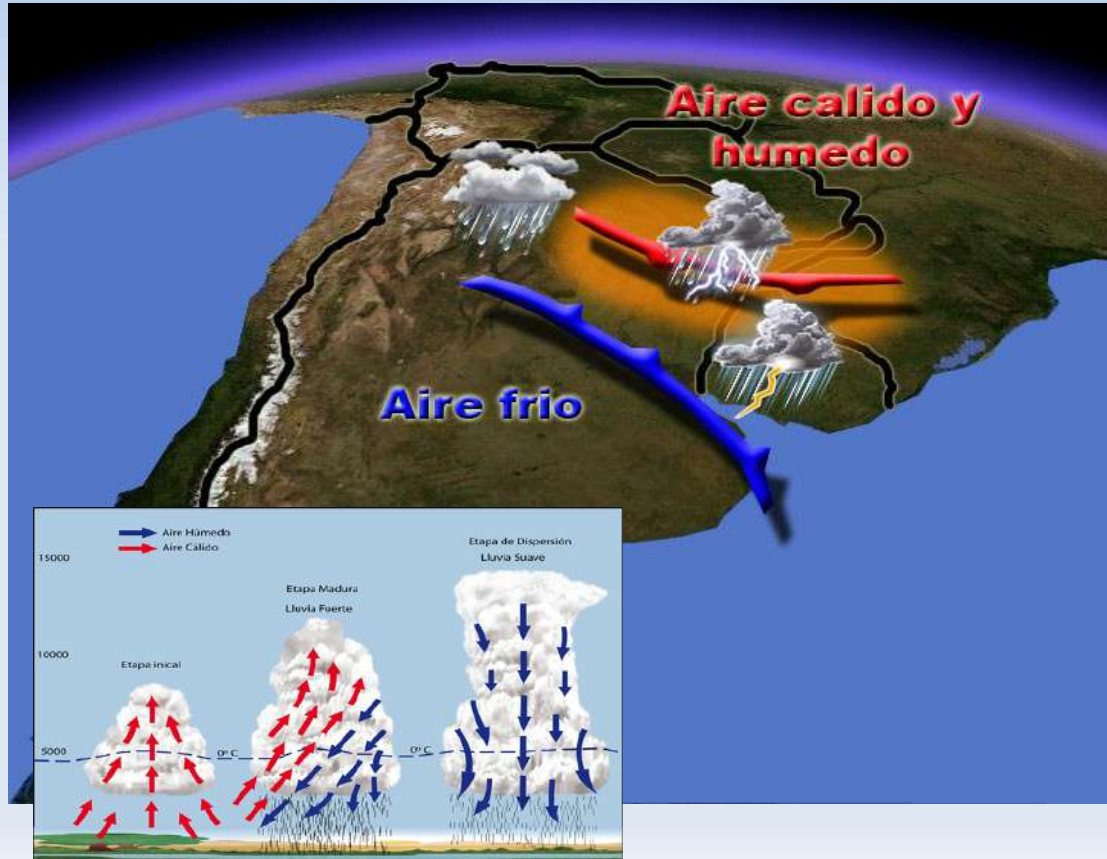 Aire calido y
humedo
Aire frio
Aire Húmedo
Aire Cálido
15000
10000
5000
Etapa inical
0º C
Etapa Madura
Lluvia Fuerte
0º C
Etapa de Dispersión
Lluvia Suave